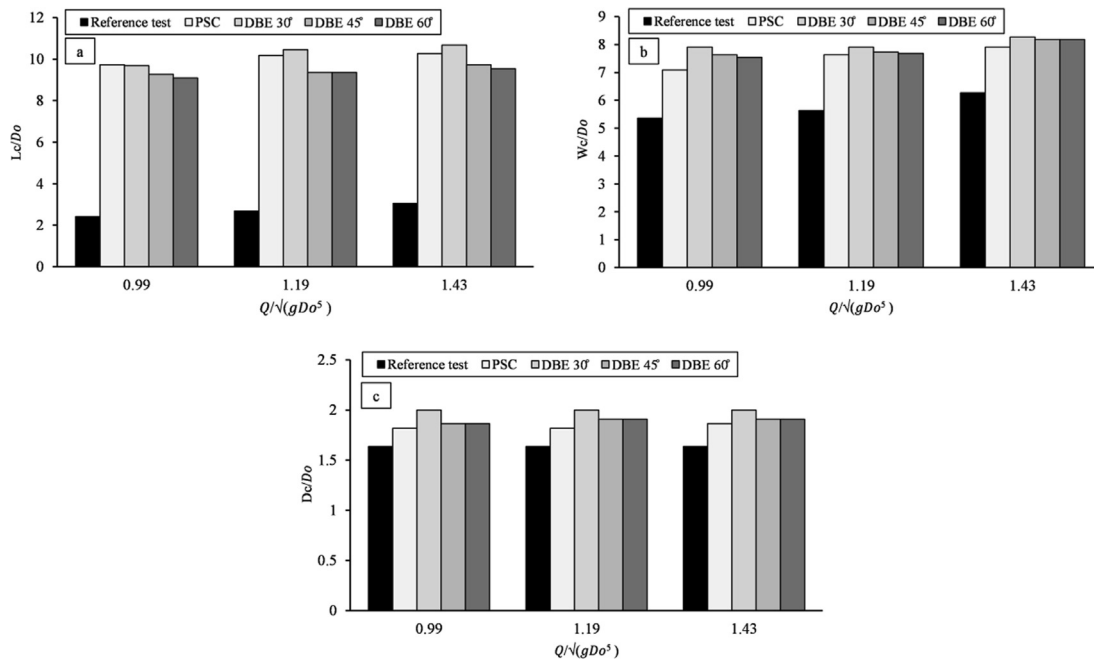 Reference test PSC DBE 30° DBE 45° DBE 60°
a
12
10
8
6
4
2
0
Lc/Do
0.99 1.19 1.43
Q/√(gDo⁵)
Reference test PSC DBE 30° DBE 45° DBE 60°
b
9
8
7
6
5
4
3
2
1
0
Wc/Do
0.99 1.19 1.43
Q/√(gDo⁵)
Reference test PSC DBE 30° DBE 45° DBE 60°
c
2.5
2
1.5
1
0.5
0
Dc/Do
0.99 1.19 1.43
Q/√(gDo⁵)